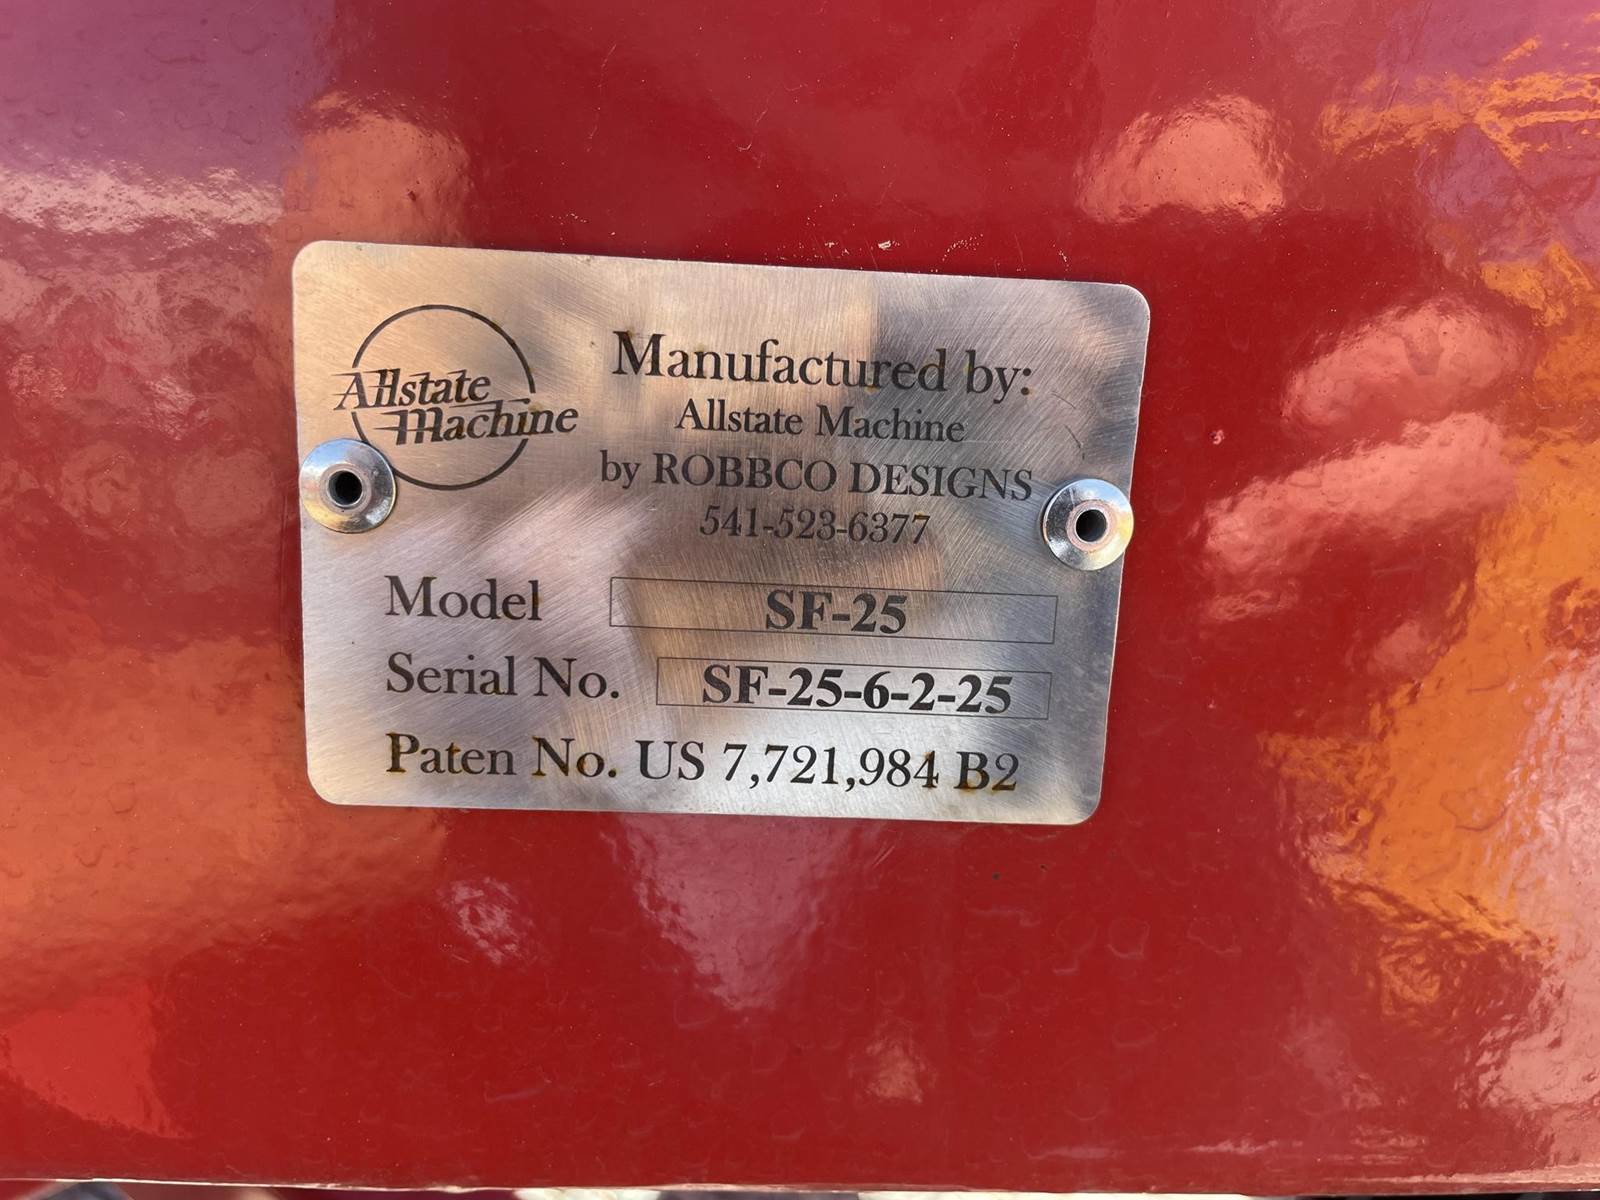 Allstate
Machine
Manufactured by:
Allstate Machine
by ROBBCO DESIGNS
541-523-6377
Model SF-25
Serial No. SF-25-6-2-25
Paten No. US 7,721,984 B2